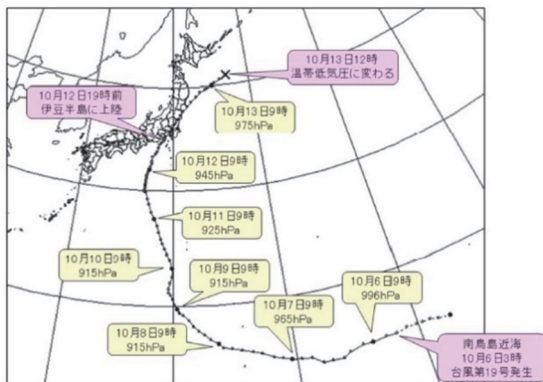 10月13日12時
温帯低気圧に変わる
10月12日19時前
伊豆半島に上陸
10月13日9時
975hPa
10月12日9時
945hPa
10月11日9時
925hPa
10月10日9時
915hPa
10月9日9時
915hPa
10月6日9時
996hPa
10月7日9時
965hPa
10月8日9時
915hPa
南鳥島近海
10月6日3時
台風第19号発生